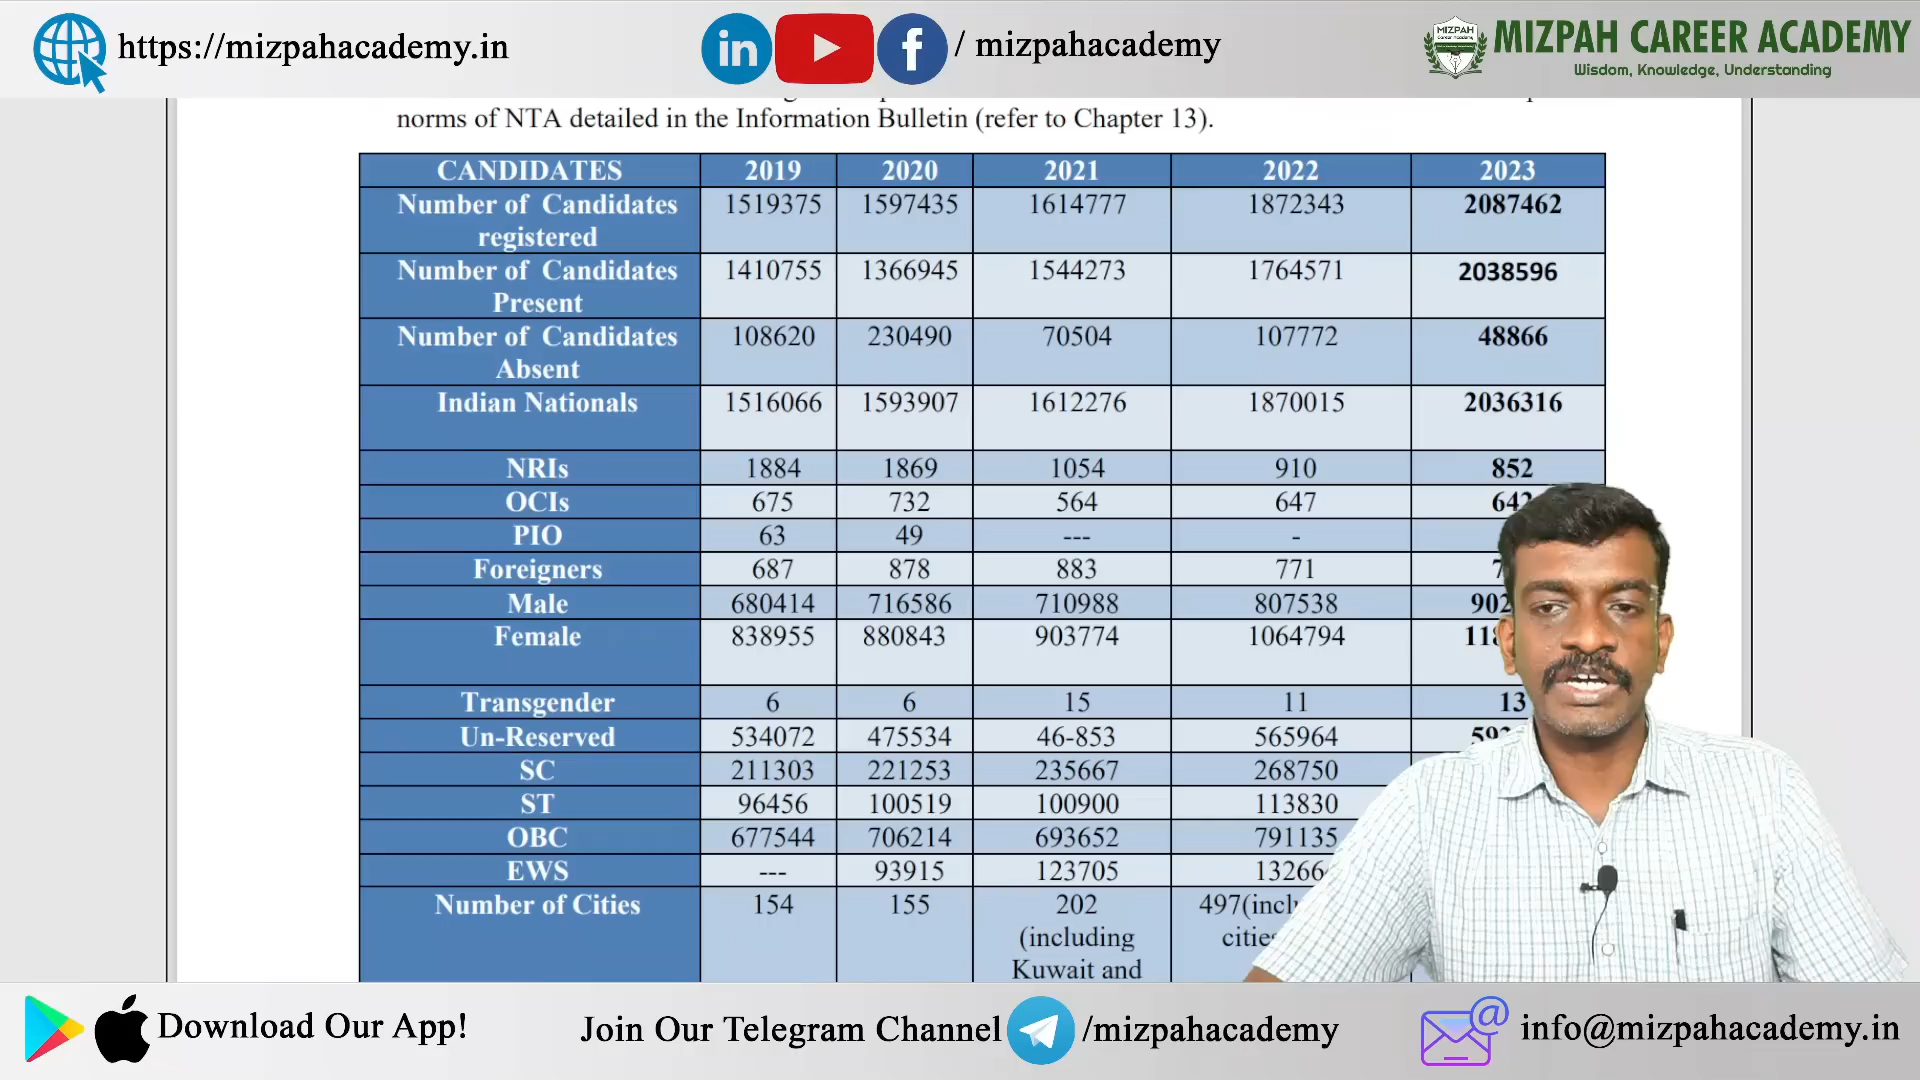 https://mizpahacademy.in
in
f
/ mizpahacademy
MIZPAH
MIZPAH CAREER ACADEMY
Wisdom, Knowledge, Understanding
norms of NTA detailed in the Information Bulletin (refer to Chapter 13).
CANDIDATES 2019 2020 2021 2022 2023
Number of Candidates 1519375 1597435 1614777 1872343 2087462
registered
Number of Candidates 1410755 1366945 1544273 1764571 2038596
Present
Number of Candidates 108620 230490 70504 107772 48866
Absent
Indian Nationals 1516066 1593907 1612276 1870015 2036316
NRIs 1884 1869 1054 910 852
OCIs 675 732 564 647
PIO 63 49 --- -
Foreigners 687 878 883 771
Male 680414 716586 710988 807538
Female 838955 880843 903774 1064794
Transgender 6 6 15 11 13
Un-Reserved 534072 475534 46-853 565964
SC 211303 221253 235667 268750
ST 96456 100519 100900 113830
OBC 677544 706214 693652 791135
EWS --- 93915 123705
Number of Cities 154 155 202
(including
Kuwait and
Download Our App!
Join Our Telegram Channel
/mizpahacademy
@
info@mizpahacademy.in